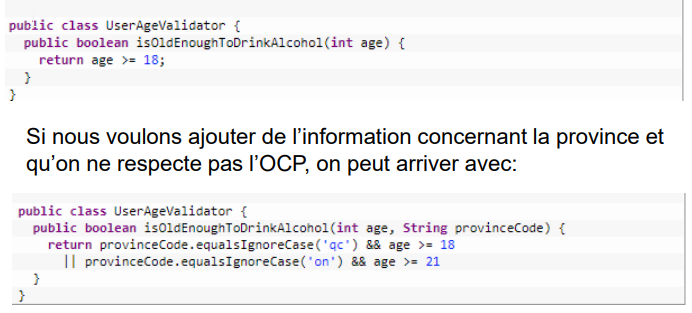 public class UserAgeValidator {
public boolean isOldEnoughToDrinkAlcohol(int age) {
return age >= 18;
}
}
Si nous voulons ajouter de l’information concernant la province et
qu’on ne respecte pas l’OCP, on peut arriver avec:
public class UserAgeValidator {
public boolean isOldEnoughToDrinkAlcohol(int age, String provinceCode) {
return provinceCode.equalsIgnoreCase('qc') && age >= 18
|| provinceCode.equalsIgnoreCase('on') && age >= 21
}
}